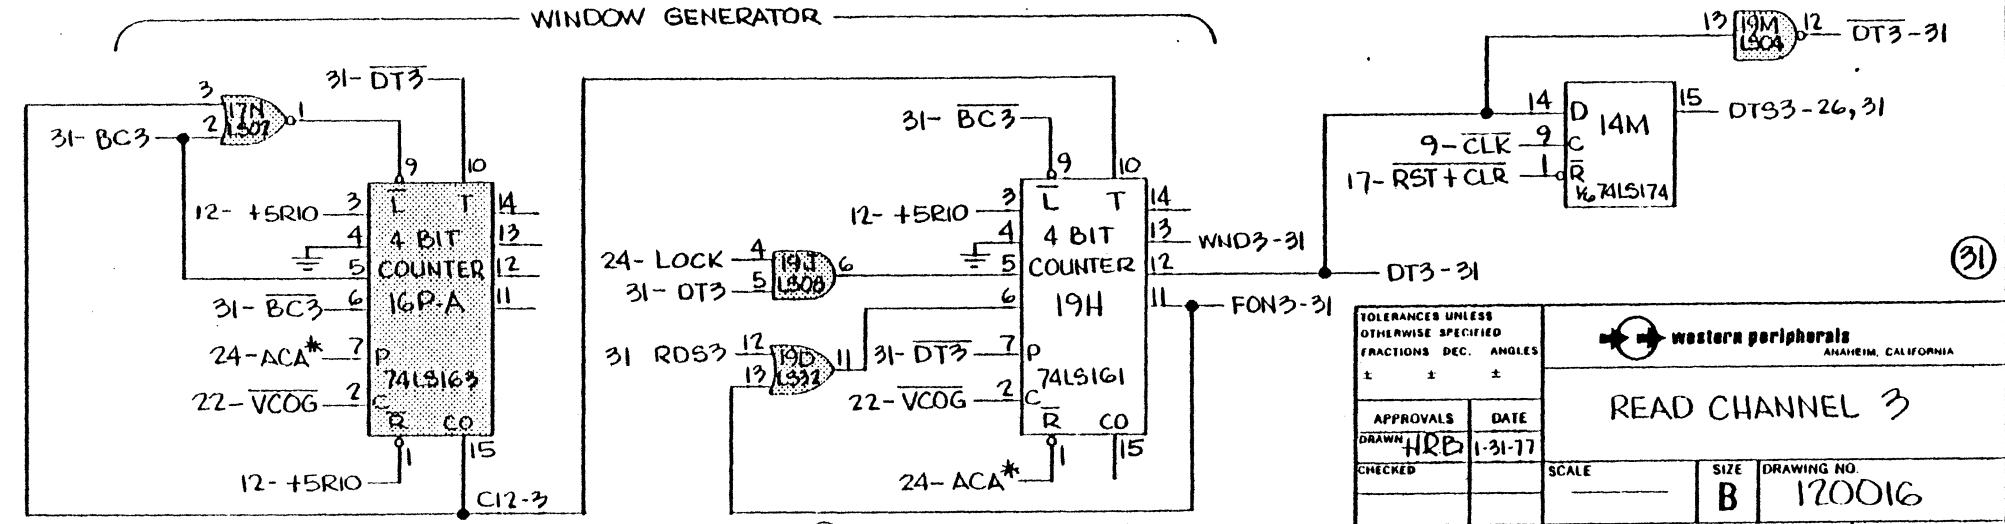 WINDOW GENERATOR
13 19M LS04 12 DT3-31
3 17N LS02 1
2
31- BC3
31- DT3
9 10
L T
12- +5R10 3 14
4 4 BIT 13
5 COUNTER 12
31- BC3 6 16P-A 11
24-ACA* 7 P
74LS163
22-VCOG 2 C
R CO
1 15
12- +5R10
C12-3
31- BC3
9 10
L T
12- +5R10 3 14
4 4 BIT 13 WND3-31
24- LOCK 4 19J LS08 6
31- DT3 5
5 COUNTER 12 DT3-31
6 19H 11 FON3-31
31 RDS3 12 19D LS32 11
13
31- DT3 7 P
74LS161
22-VCOG 2 C
R CO
1 15
24-ACA*
14 D 14M 15 DTS3-26,31
9-CLK 9 C
17-RST+CLR 1 R
1/6 74LS174
31
TOLERANCES UNLESS
OTHERWISE SPECIFIED
FRACTIONS DEC. ANGLES
± ± ±
APPROVALS DATE
DRAWN HRB 1-31-77
CHECKED
western peripherals
ANAHEIM, CALIFORNIA
READ CHANNEL 3
SCALE
SIZE
B
DRAWING NO.
120016